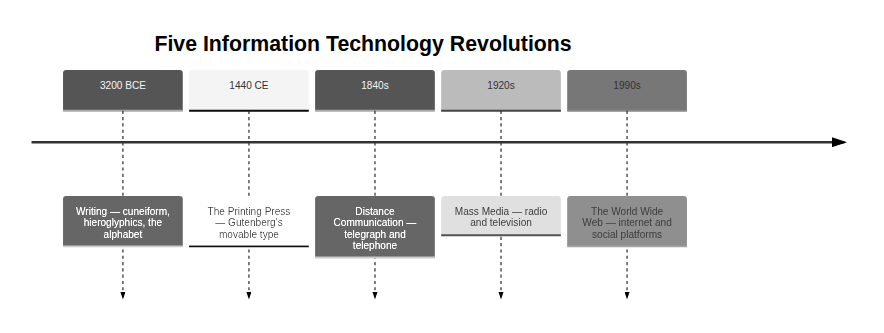 Five Information Technology Revolutions
3200 BCE
1440 CE
1840s
1920s
1990s
Writing — cuneiform,
hieroglyphics, the
alphabet
The Printing Press
— Gutenberg's
movable type
Distance
Communication —
telegraph and
telephone
Mass Media — radio
and television
The World Wide
Web — internet and
social platforms